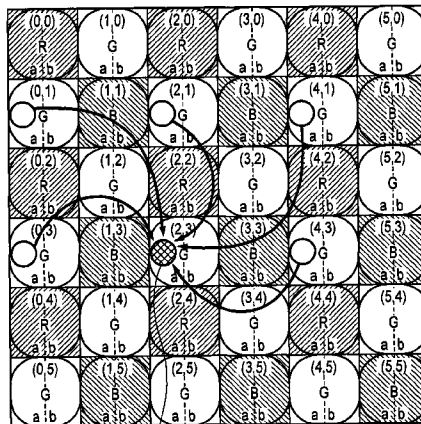 (0,0) (1,0) (2,0) (3,0) (4,0) (5,0)
R G R G R G
a b a b a b a b a b a b
(0,1) (1,1) (2,1) (3,1) (4,1) (5,1)
G B G B G B
a b a b a b a b a b a b
(0,2) (1,2) (2,2) (3,2) (4,2) (5,2)
R G R G R G
a b a b a b a b a b a b
(0,3) (1,3) (2,3) (3,3) (4,3) (5,3)
G B G B G B
a b a b a b a b a b a b
(0,4) (1,4) (2,4) (3,4) (4,4) (5,4)
R G R G R G
a b a b a b a b a b a b
(0,5) (1,5) (2,5) (3,5) (4,5) (5,5)
G B G B G B
a b a b a b a b a b a b